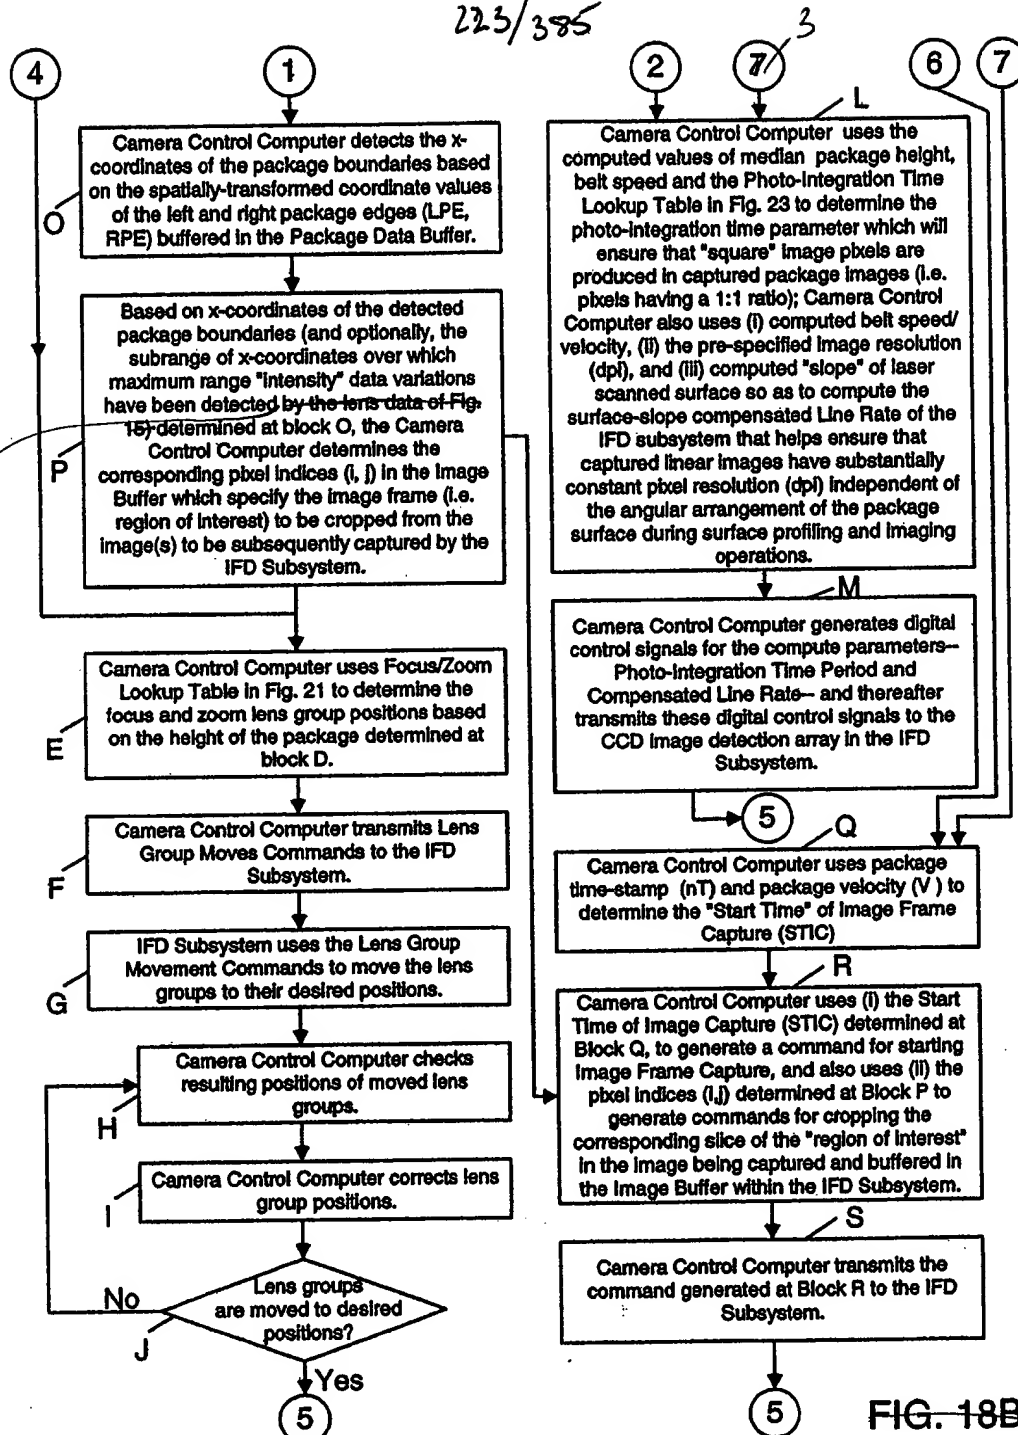 223/385
4
1
2
7
3
6
7
Camera Control Computer detects the x-
coordinates of the package boundaries based
on the spatially-transformed coordinate values
of the left and right package edges (LPE,
RPE) buffered in the Package Data Buffer.
O
Based on x-coordinates of the detected
package boundaries (and optionally, the
subrange of x-coordinates over which
maximum range "intensity" data variations
have been detected by the lens data of Fig.
15) determined at block O, the Camera
Control Computer determines the
corresponding pixel indices (i, j) in the Image
Buffer which specify the image frame (i.e.
region of interest) to be cropped from the
image(s) to be subsequently captured by the
IFD Subsystem.
P
Camera Control Computer uses Focus/Zoom
Lookup Table in Fig. 21 to determine the
focus and zoom lens group positions based
on the height of the package determined at
block D.
E
Camera Control Computer transmits Lens
Group Moves Commands to the IFD
Subsystem.
F
IFD Subsystem uses the Lens Group
Movement Commands to move the lens
groups to their desired positions.
G
Camera Control Computer checks
resulting positions of moved lens
groups.
H
Camera Control Computer corrects lens
group positions.
I
Lens groups
are moved to desired
positions?
No
J
Yes
5
L
Camera Control Computer uses the
computed values of median package height,
belt speed and the Photo-Integration Time
Lookup Table in Fig. 23 to determine the
photo-integration time parameter which will
ensure that "square" image pixels are
produced in captured package images (i.e.
pixels having a 1:1 ratio); Camera Control
Computer also uses (i) computed belt speed/
velocity, (ii) the pre-specified image resolution
(dpi), and (iii) computed "slope" of laser
scanned surface so as to compute the
surface-slope compensated Line Rate of the
IFD subsystem that helps ensure that
captured linear images have substantially
constant pixel resolution (dpi) independent of
the angular arrangement of the package
surface during surface profiling and imaging
operations.
M
Camera Control Computer generates digital
control signals for the compute parameters--
Photo-Integration Time Period and
Compensated Line Rate-- and thereafter
transmits these digital control signals to the
CCD image detection array in the IFD
Subsystem.
5
Q
Camera Control Computer uses package
time-stamp (nT) and package velocity (V ) to
determine the "Start Time" of Image Frame
Capture (STIC)
R
Camera Control Computer uses (i) the Start
Time of Image Capture (STIC) determined at
Block Q, to generate a command for starting
Image Frame Capture, and also uses (ii) the
pixel indices (i,j) determined at Block P to
generate commands for cropping the
corresponding slice of the "region of interest"
in the image being captured and buffered in
the Image Buffer within the IFD Subsystem.
S
Camera Control Computer transmits the
command generated at Block R to the IFD
Subsystem.
5
FIG. 18B